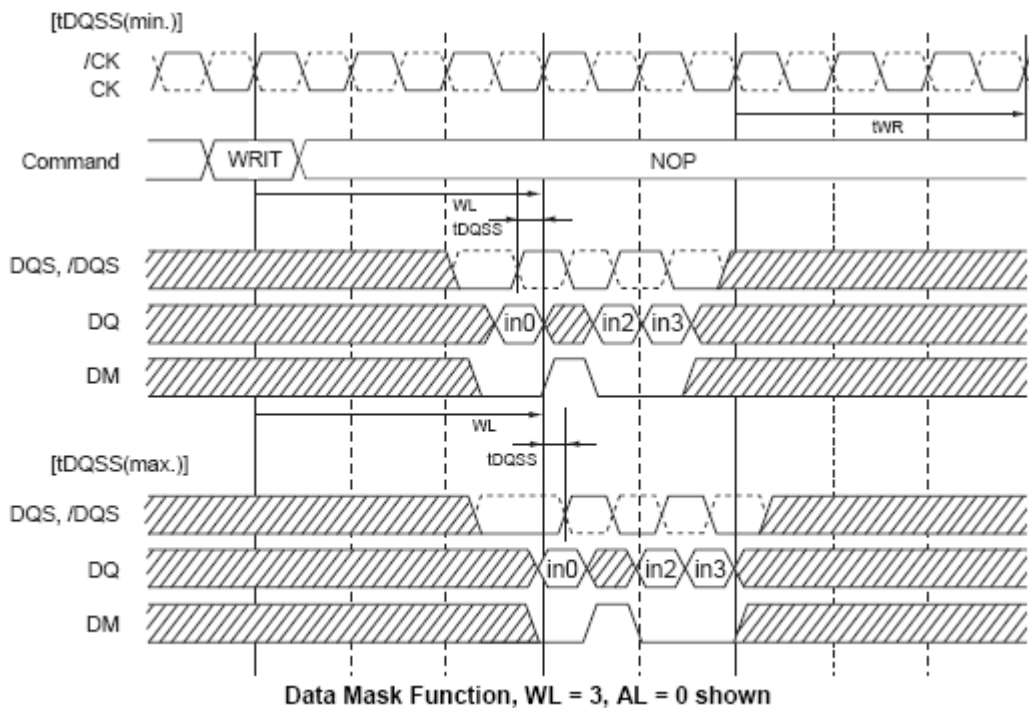 [tDQSS(min.)]
/CK
CK
tWR
Command WRIT NOP
WL
tDQSS
DQS, /DQS
DQ in0 in2 in3
DM
WL
tDQSS
[tDQSS(max.)]
DQS, /DQS
DQ in0 in2 in3
DM
Data Mask Function, WL = 3, AL = 0 shown